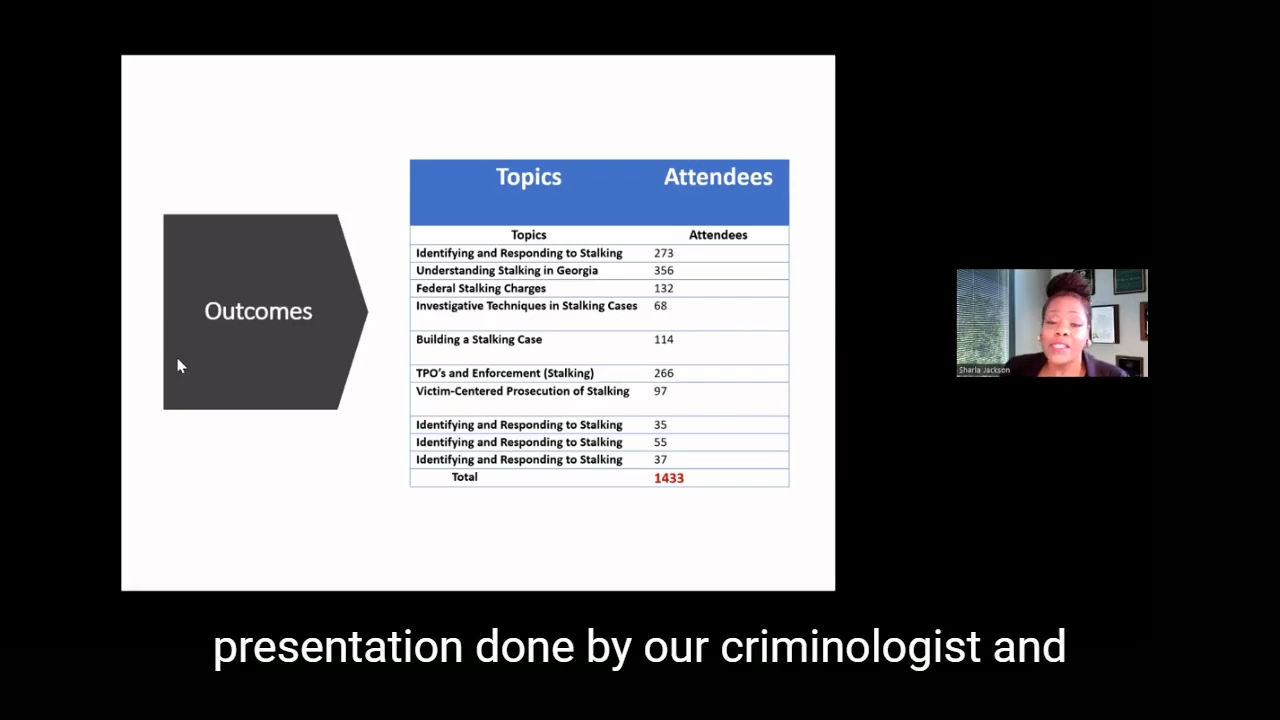 Outcomes
Topics Attendees
Topics Attendees
Identifying and Responding to Stalking 273
Understanding Stalking in Georgia 356
Federal Stalking Charges 132
Investigative Techniques in Stalking Cases 68
Building a Stalking Case 114
TPO's and Enforcement (Stalking) 266
Victim-Centered Prosecution of Stalking 97
Identifying and Responding to Stalking 35
Identifying and Responding to Stalking 55
Identifying and Responding to Stalking 37
Total 1433
Sharla Jackson
presentation done by our criminologist and